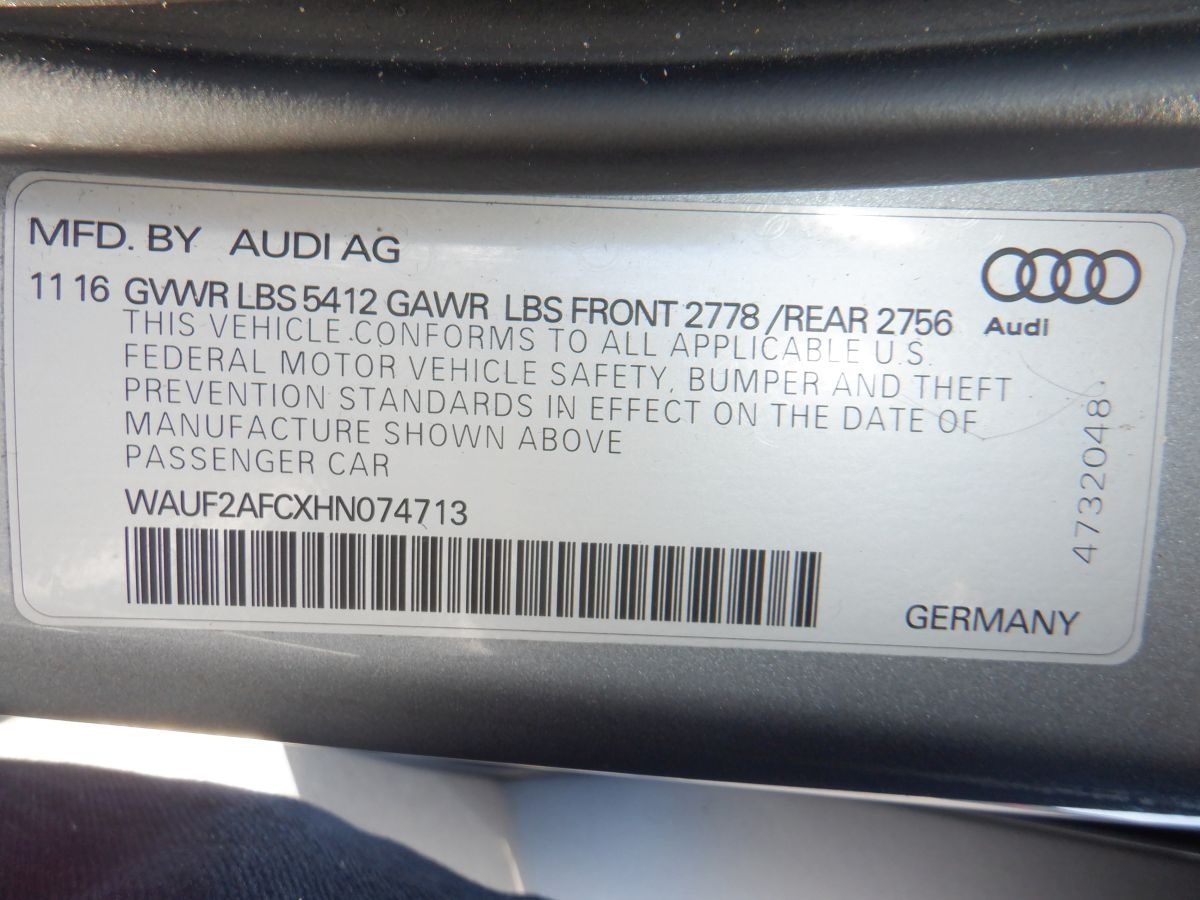 MFD. BY AUDI AG
11 16 GVWR LBS 5412 GAWR LBS FRONT 2778 /REAR 2756
Audi
THIS VEHICLE CONFORMS TO ALL APPLICABLE U.S.
FEDERAL MOTOR VEHICLE SAFETY, BUMPER AND THEFT
PREVENTION STANDARDS IN EFFECT ON THE DATE OF
MANUFACTURE SHOWN ABOVE
PASSENGER CAR
WAUF2AFCXHN074713
GERMANY
4732048.